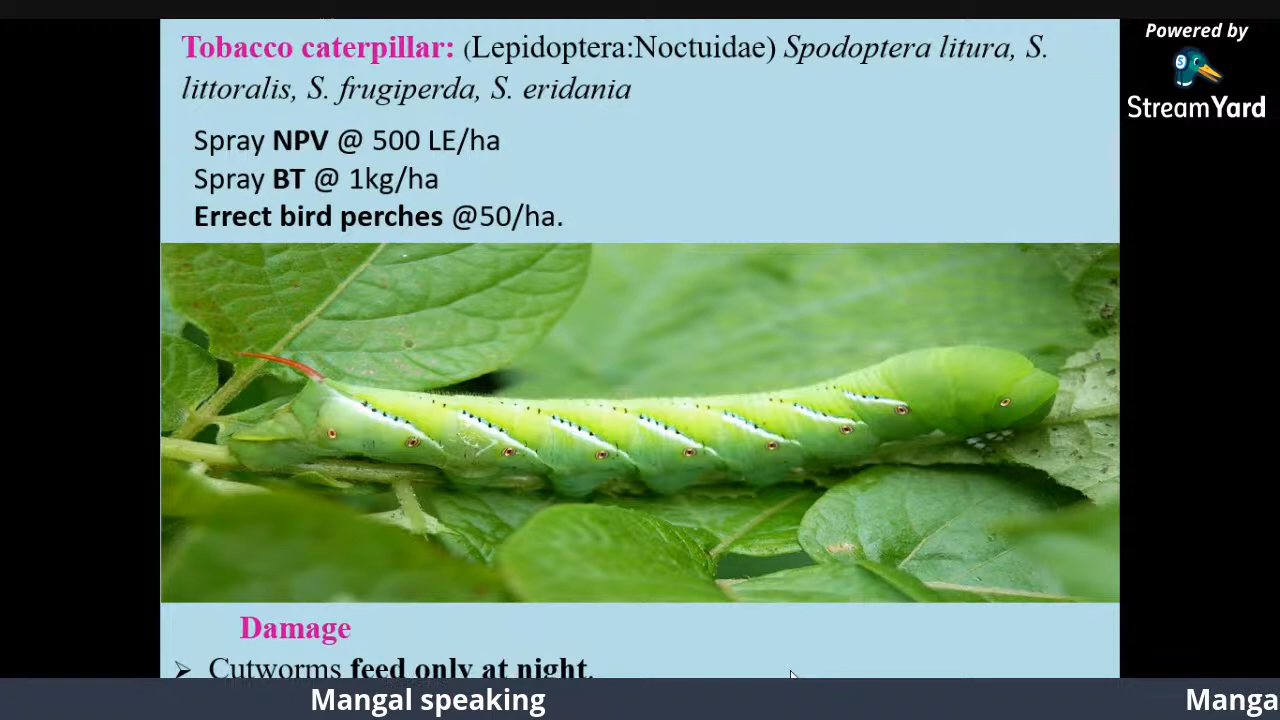 Tobacco caterpillar: (Lepidoptera:Noctuidae) Spodoptera litura, S.
littoralis, S. frugiperda, S. eridania
Spray NPV @ 500 LE/ha
Spray BT @ 1kg/ha
Errect bird perches @50/ha.
Damage
➢ Cutworms feed only at night.
Powered by
StreamYard
Mangal speaking
Manga